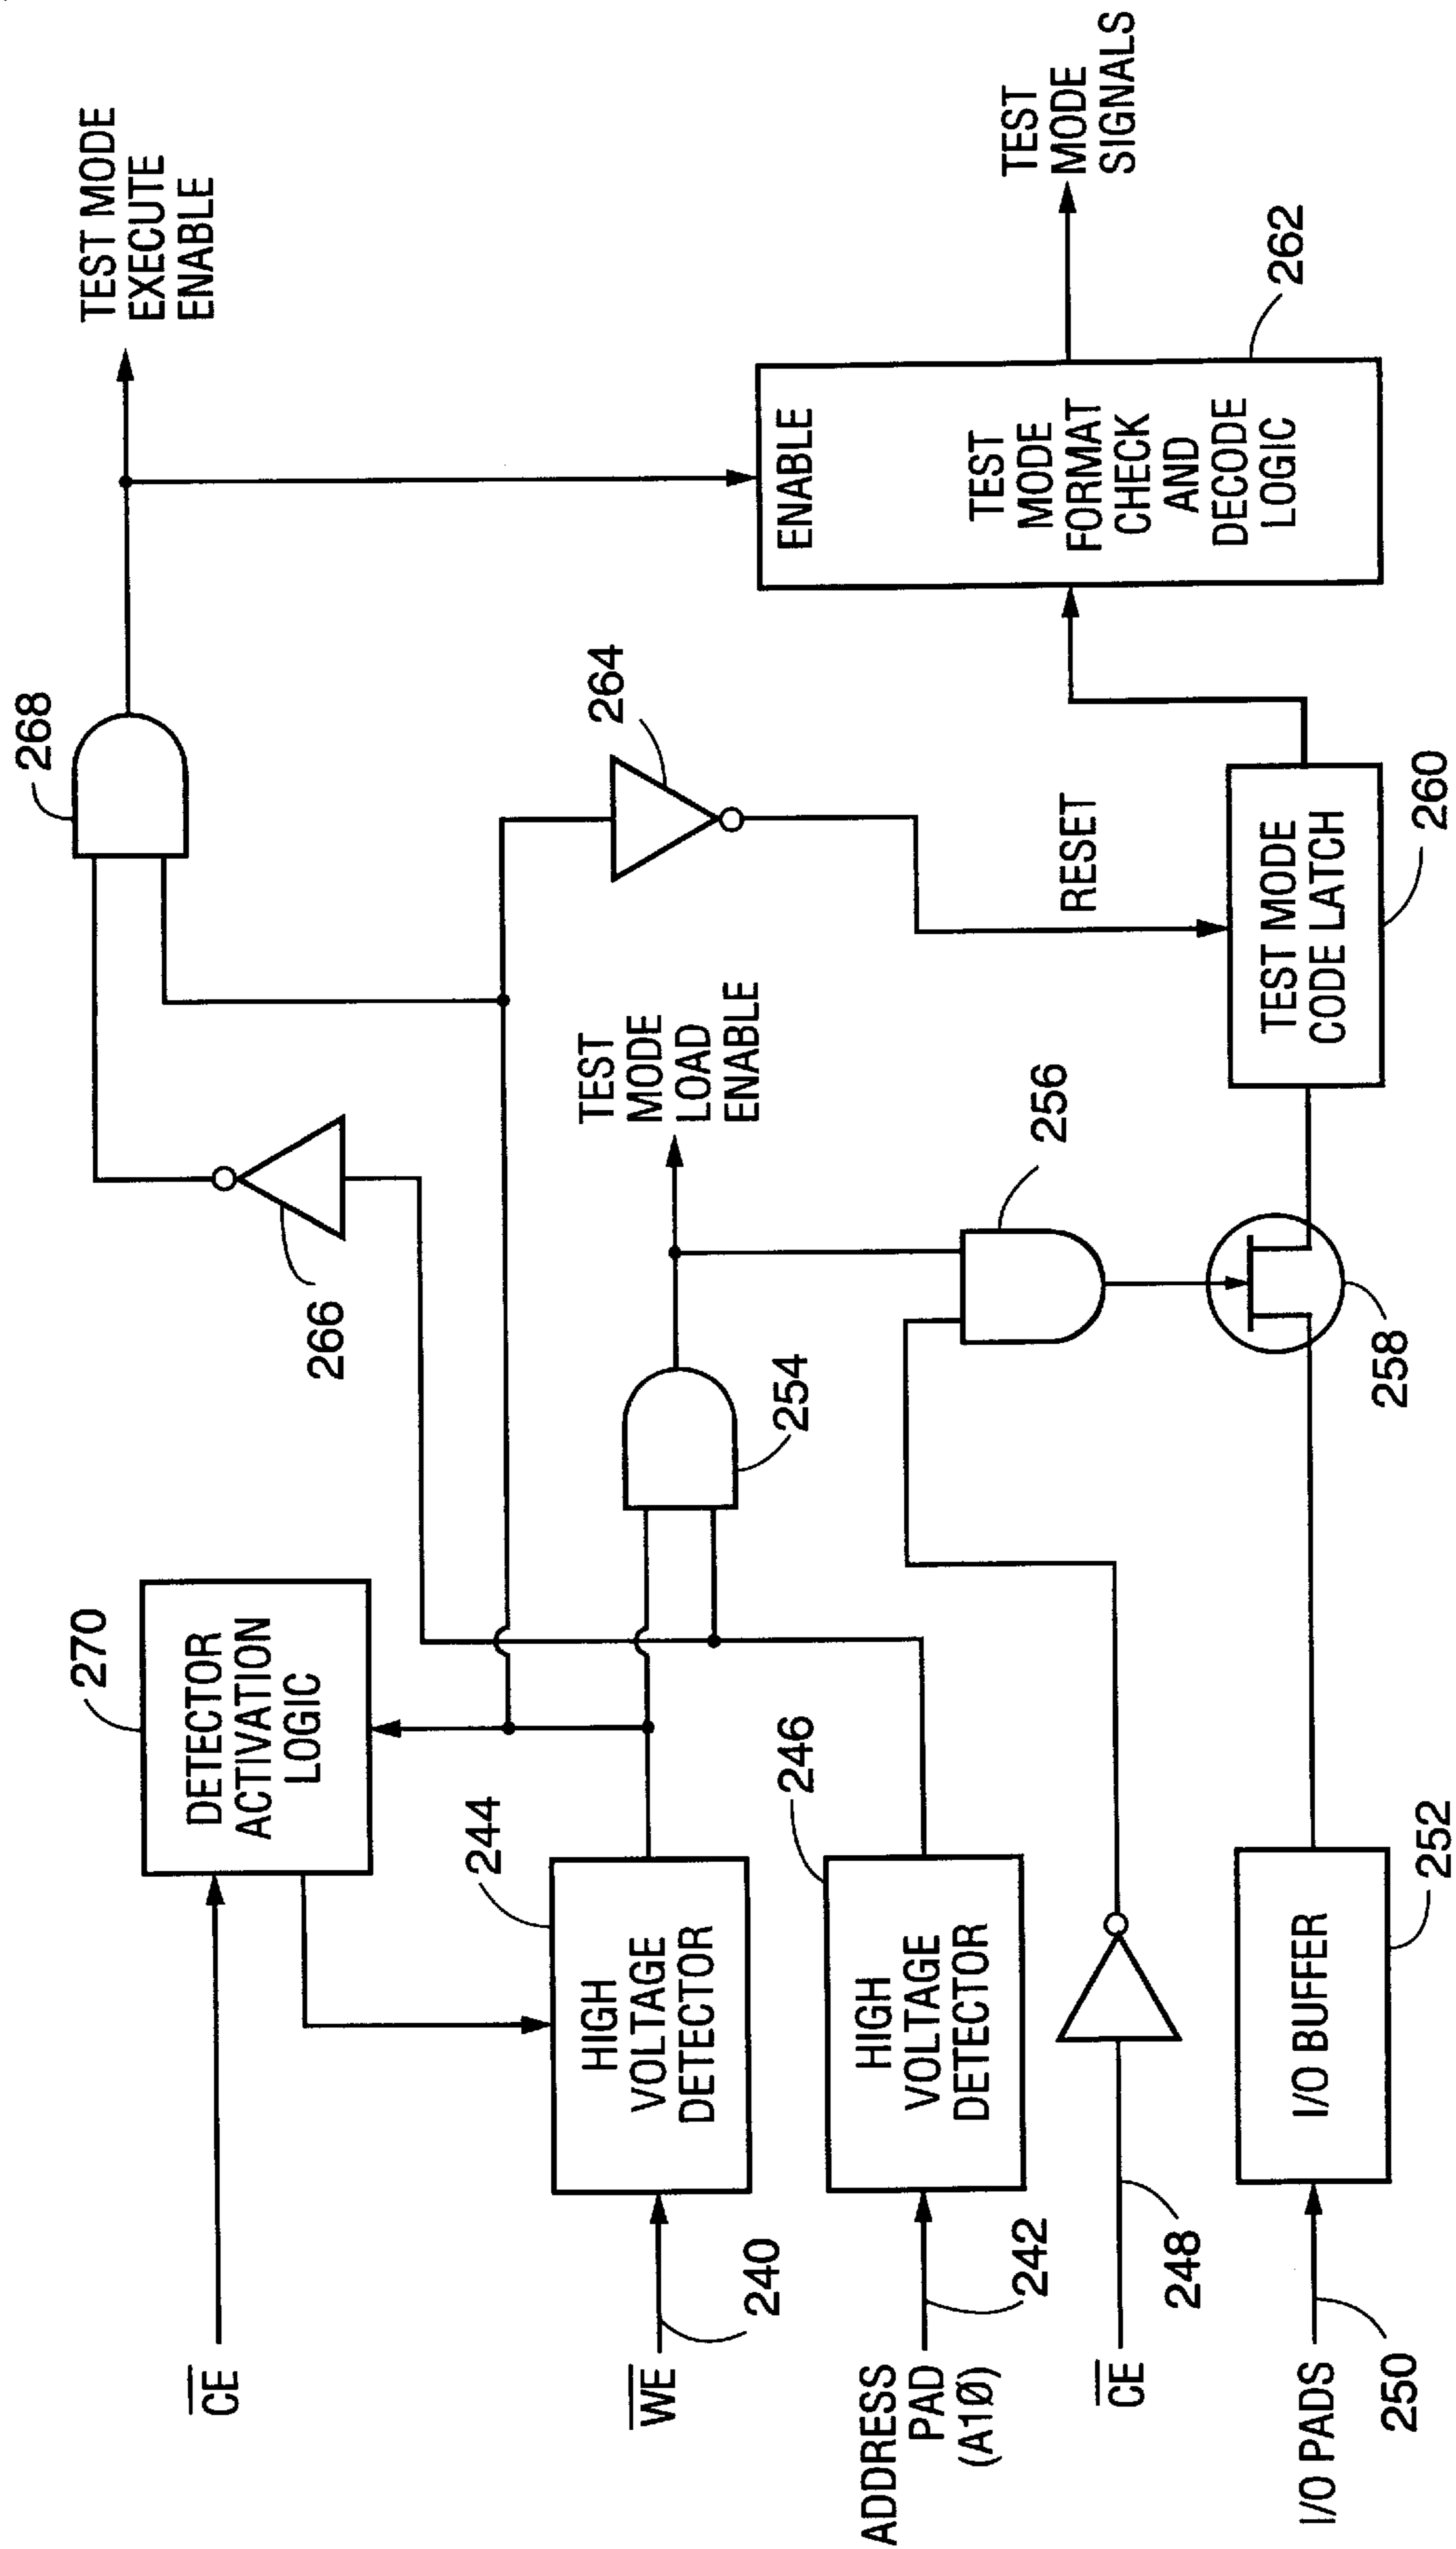 CE
270
DETECTOR
ACTIVATION
LOGIC
266
268
TEST MODE
EXECUTE
ENABLE
WE
240
244
HIGH
VOLTAGE
DETECTOR
254
TEST
MODE
LOAD
ENABLE
264
ADDRESS
PAD
(A1Ø)
242
246
HIGH
VOLTAGE
DETECTOR
CE
248
256
RESET
ENABLE
TEST
MODE
FORMAT
CHECK
AND
DECODE
LOGIC
262
TEST
MODE
SIGNALS
I/O PADS
250
I/O BUFFER
252
258
TEST MODE
CODE LATCH
260